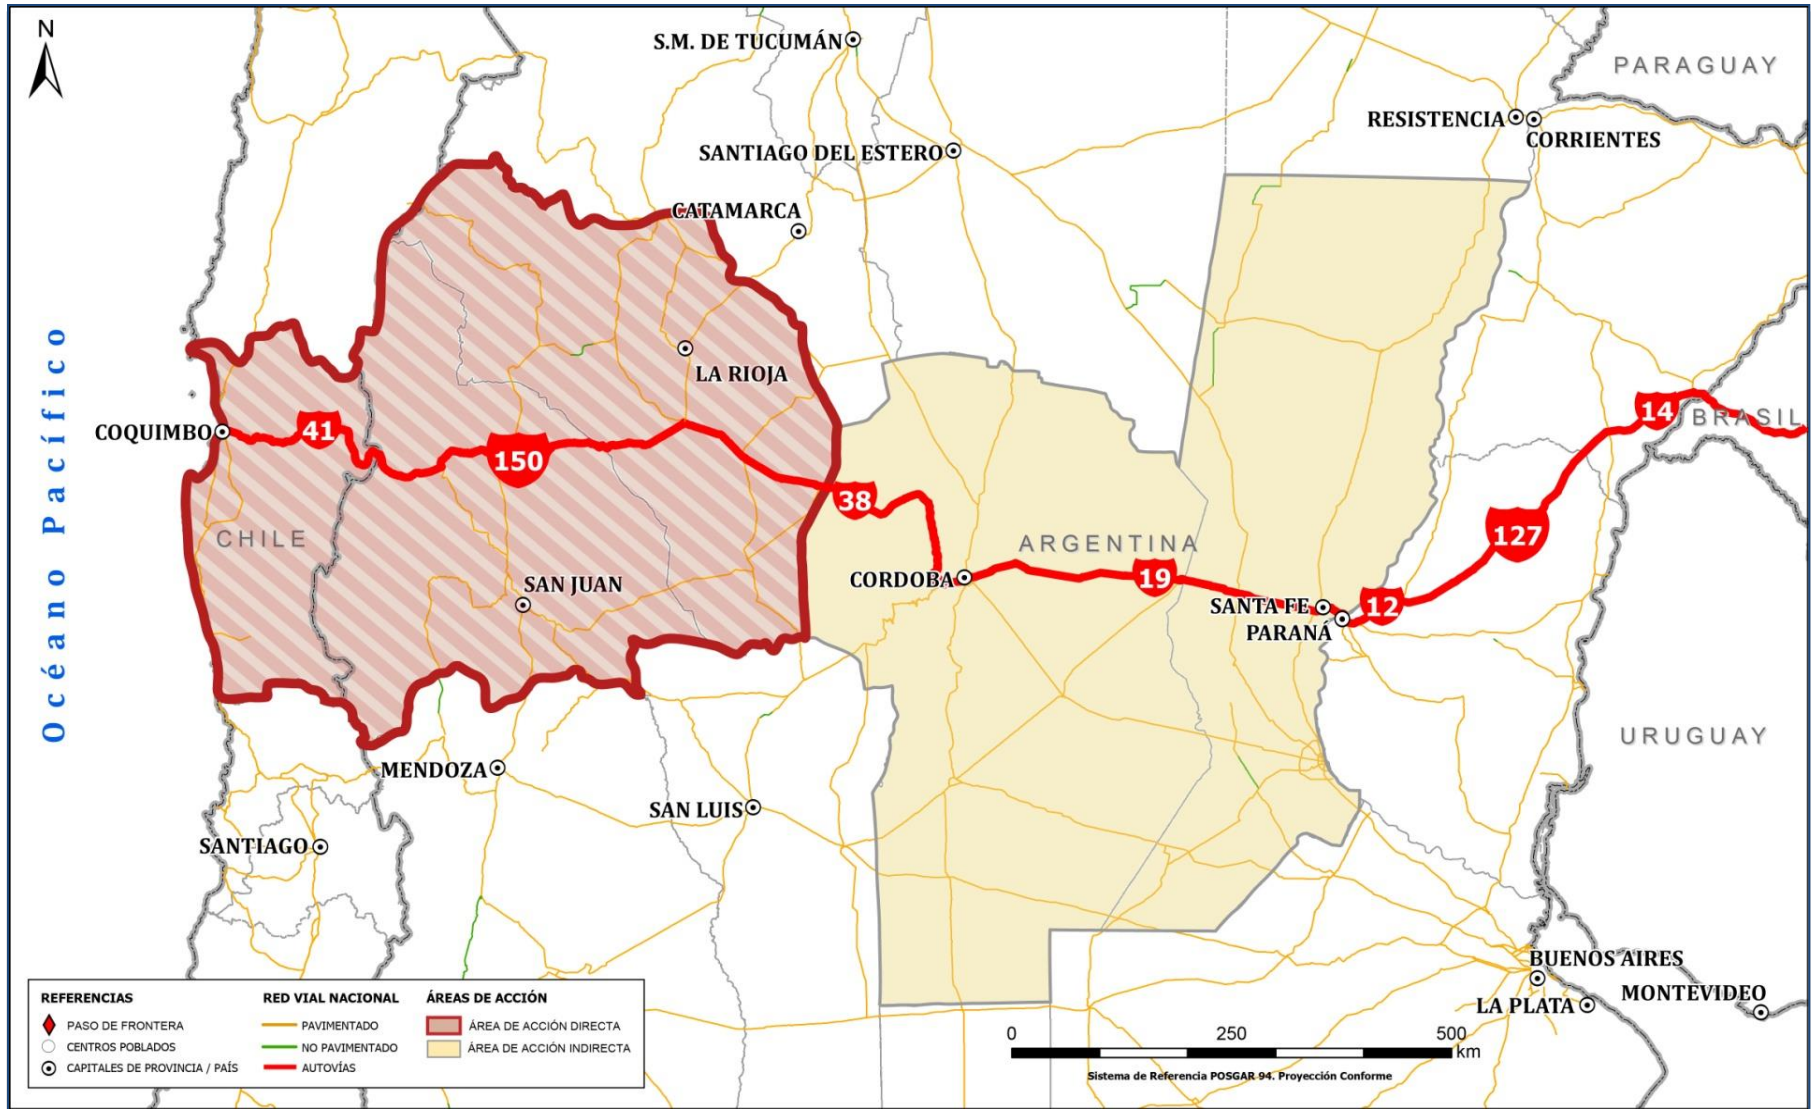 N
S.M. DE TUCUMÁN
PARAGUAY
RESISTENCIA
CORRIENTES
SANTIAGO DEL ESTERO
CATAMARCA
Océano Pacífico
LA RIOJA
COQUIMBO
41
150
38
14
BRASIL
127
CHILE
ARGENTINA
CORDOBA
19
SAN JUAN
SANTA FE
12
PARANÁ
URUGUAY
MENDOZA
SAN LUIS
SANTIAGO
BUENOS AIRES
LA PLATA
MONTEVIDEO
REFERENCIAS
PASO DE FRONTERA
CENTROS POBLADOS
CAPITALES DE PROVINCIA / PAÍS
RED VIAL NACIONAL
PAVIMENTADO
NO PAVIMENTADO
AUTOVÍAS
ÁREAS DE ACCIÓN
ÁREA DE ACCIÓN DIRECTA
ÁREA DE ACCIÓN INDIRECTA
0 250 500
km
Sistema de Referencia POSGAR 94. Proyección Conforme